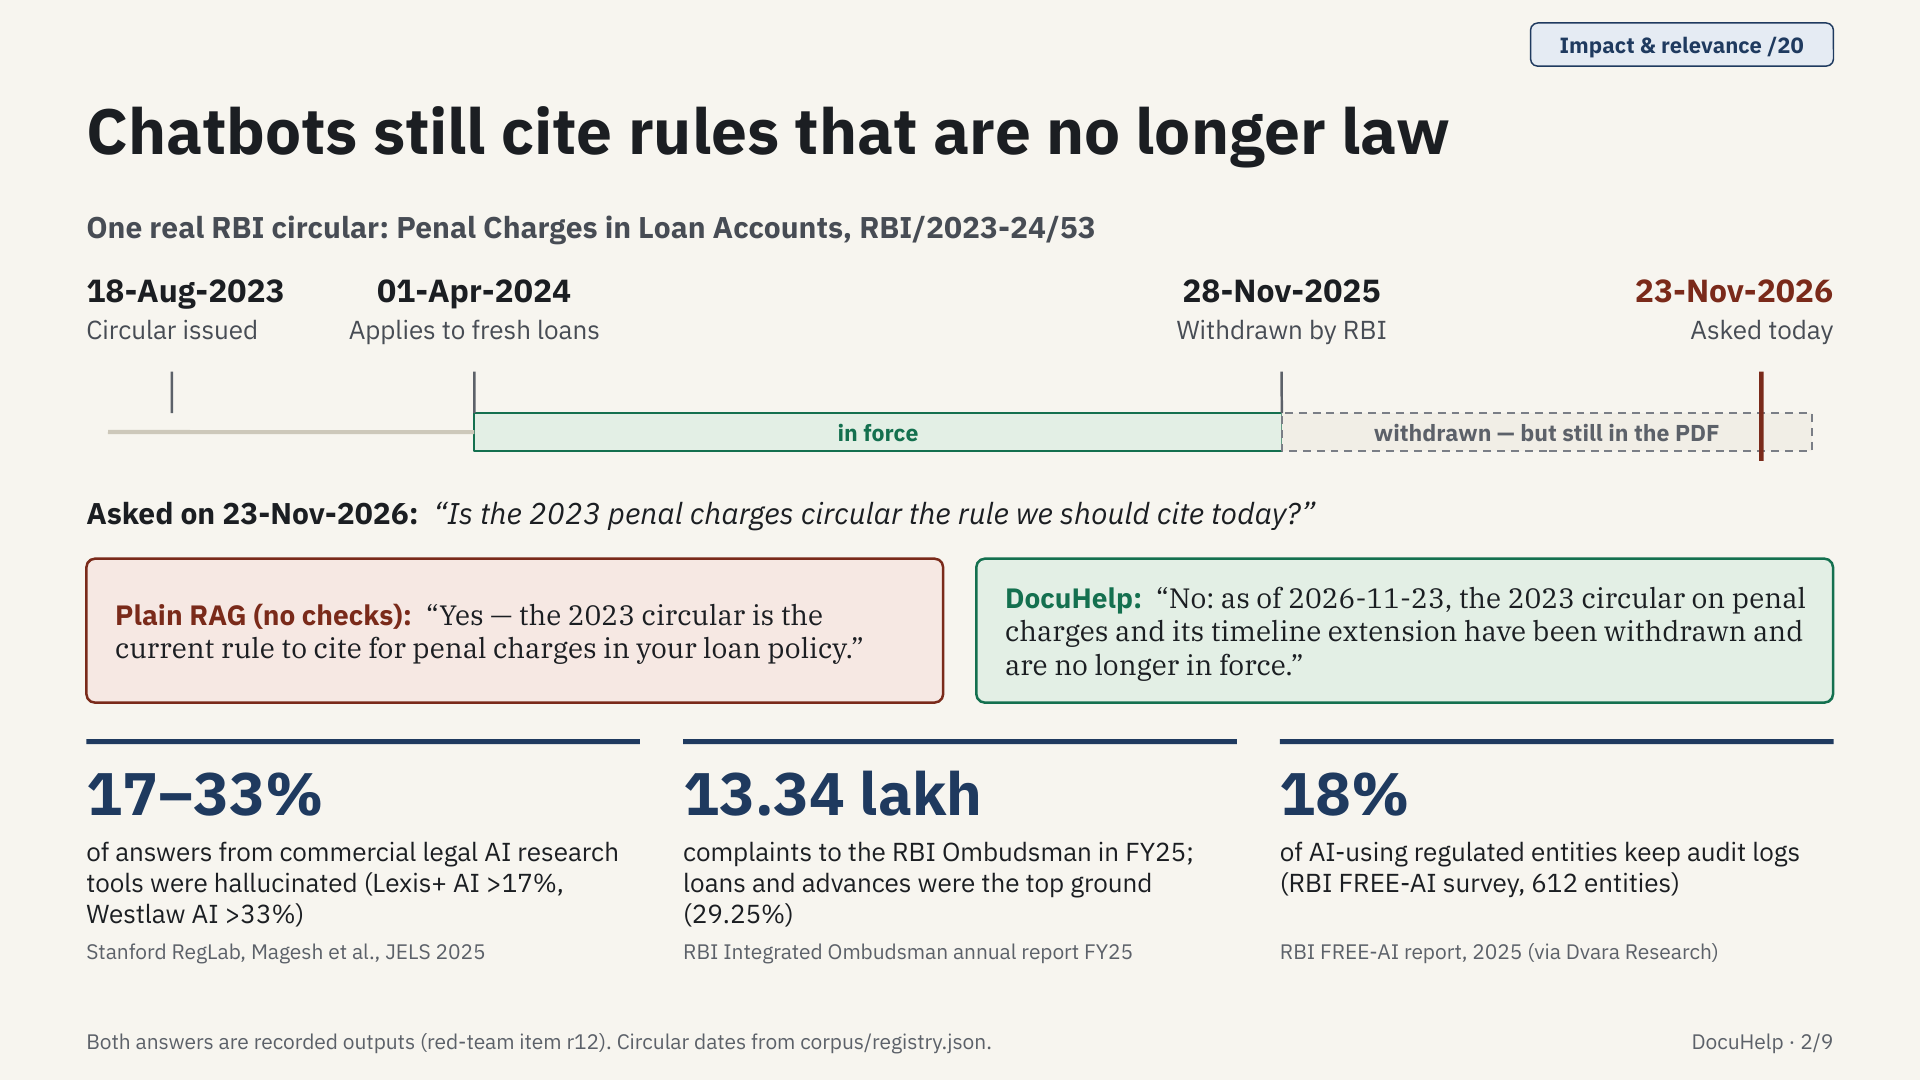 Impact & relevance /20
Chatbots still cite rules that are no longer law
One real RBI circular: Penal Charges in Loan Accounts, RBI/2023-24/53
18-Aug-2023
Circular issued
01-Apr-2024
Applies to fresh loans
28-Nov-2025
Withdrawn by RBI
23-Nov-2026
Asked today
in force
withdrawn — but still in the PDF
Asked on 23-Nov-2026: “Is the 2023 penal charges circular the rule we should cite today?”
Plain RAG (no checks): “Yes — the 2023 circular is the
current rule to cite for penal charges in your loan policy.”
DocuHelp: “No: as of 2026-11-23, the 2023 circular on penal
charges and its timeline extension have been withdrawn and
are no longer in force.”
17–33%
of answers from commercial legal AI research
tools were hallucinated (Lexis+ AI >17%,
Westlaw AI >33%)
Stanford RegLab, Magesh et al., JELS 2025
13.34 lakh
complaints to the RBI Ombudsman in FY25;
loans and advances were the top ground
(29.25%)
RBI Integrated Ombudsman annual report FY25
18%
of AI-using regulated entities keep audit logs
(RBI FREE-AI survey, 612 entities)
RBI FREE-AI report, 2025 (via Dvara Research)
Both answers are recorded outputs (red-team item r12). Circular dates from corpus/registry.json.
DocuHelp · 2/9